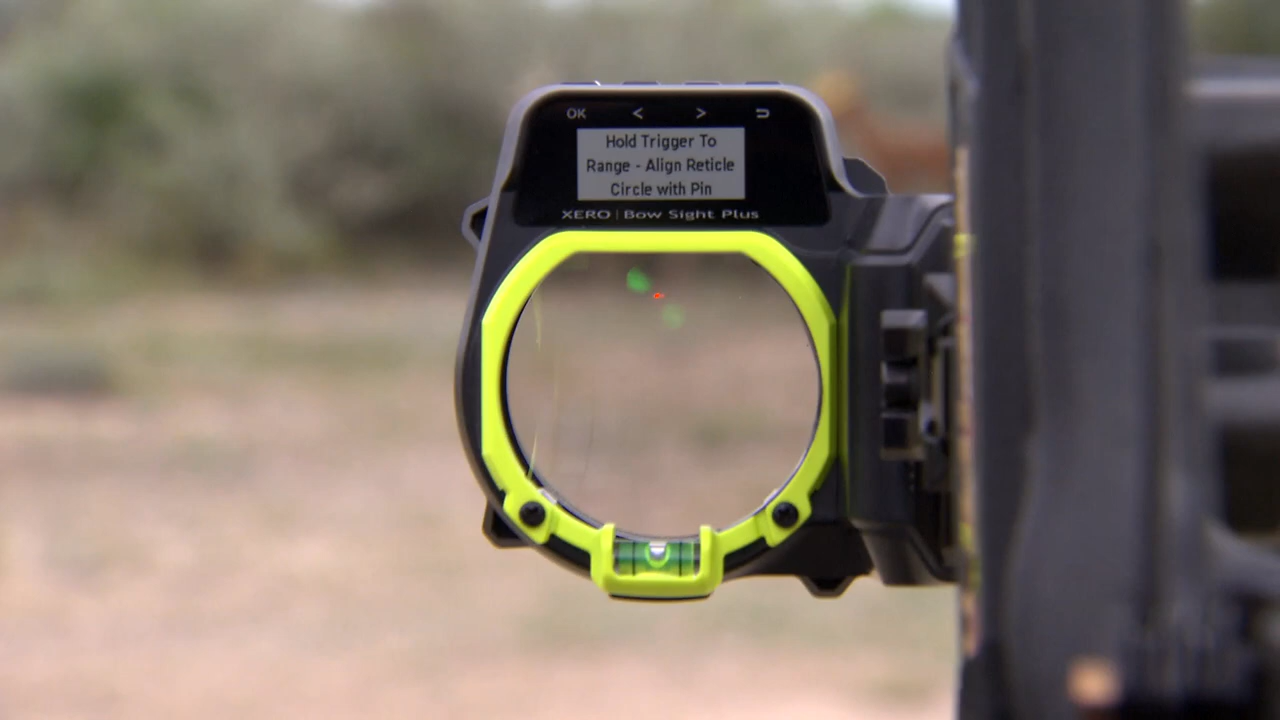 OK < > ⮌
Hold Trigger To
Range - Align Reticle
Circle with Pin
XERO | Bow Sight Plus